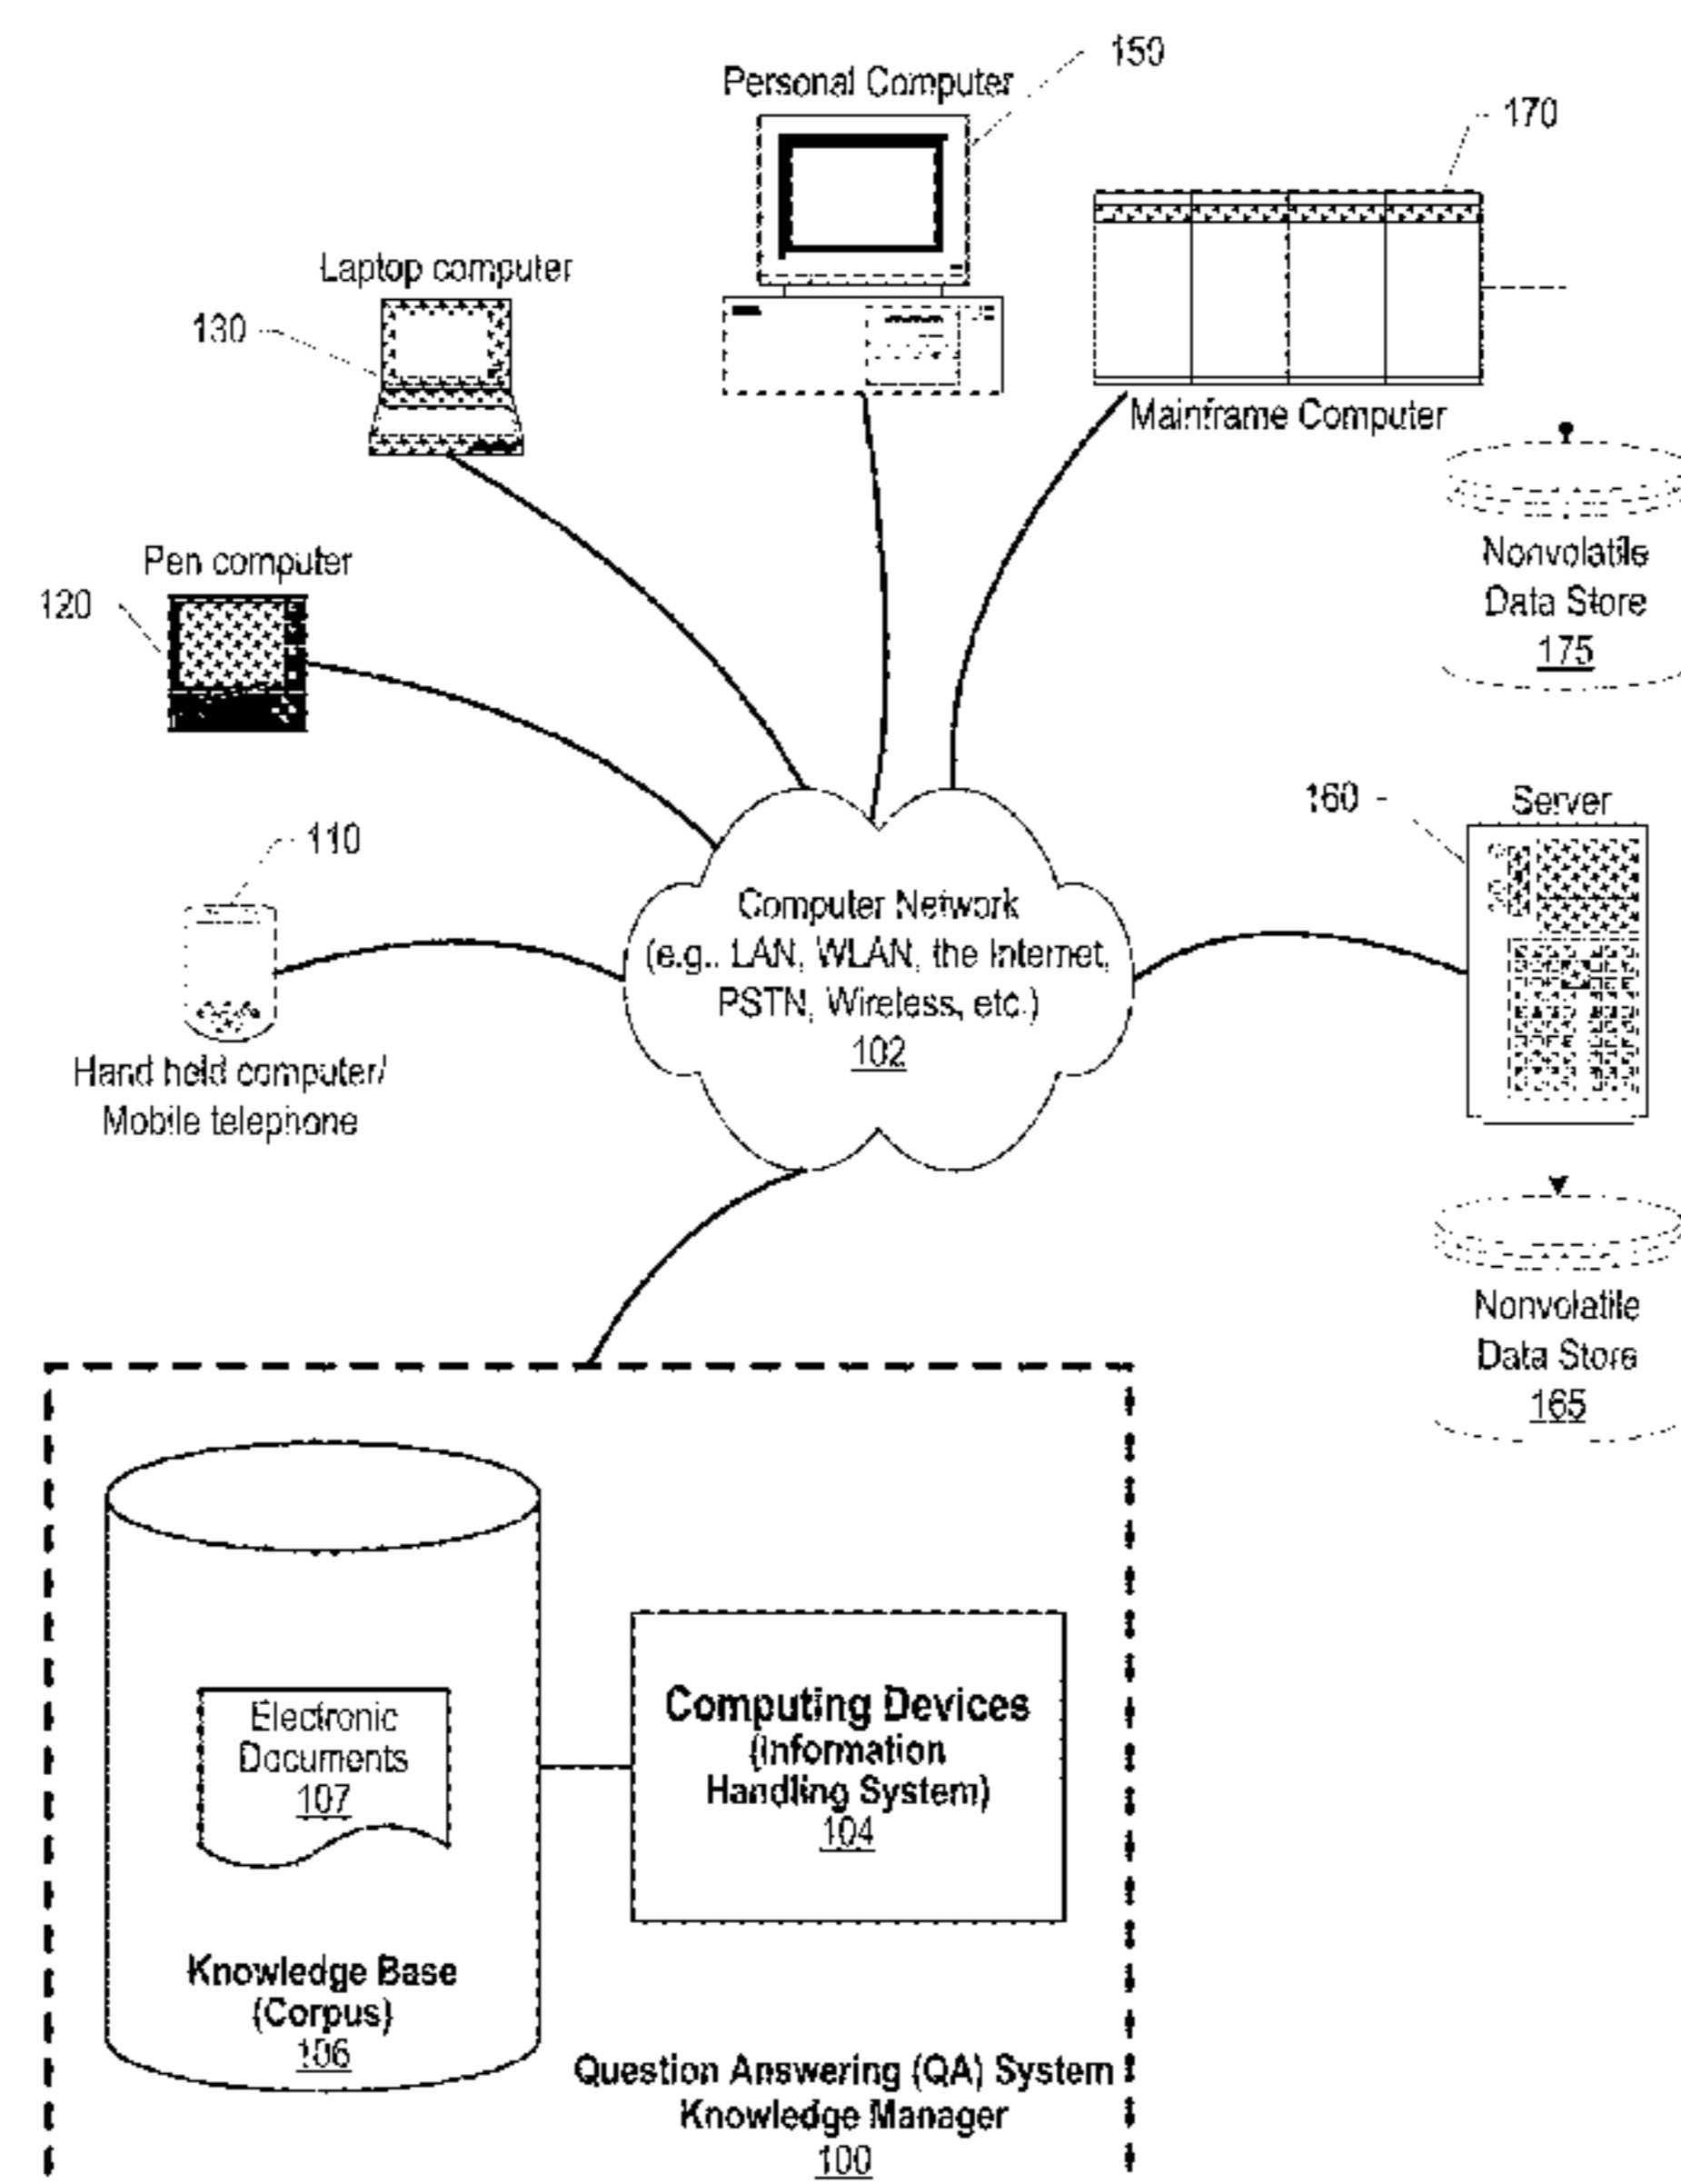 150
Personal Computer
170
Laptop computer
130
Mainframe Computer
Pen computer
120
Nonvolatile
Data Store
175
160
Server
110
Computer Network
(e.g., LAN, WLAN, the Internet,
PSTN, Wireless, etc.)
102
Hand held computer/
Mobile telephone
Nonvolatile
Data Store
165
Electronic
Documents
107
Computing Devices
(Information
Handling System)
104
Knowledge Base
(Corpus)
106
Question Answering (QA) System
Knowledge Manager
100